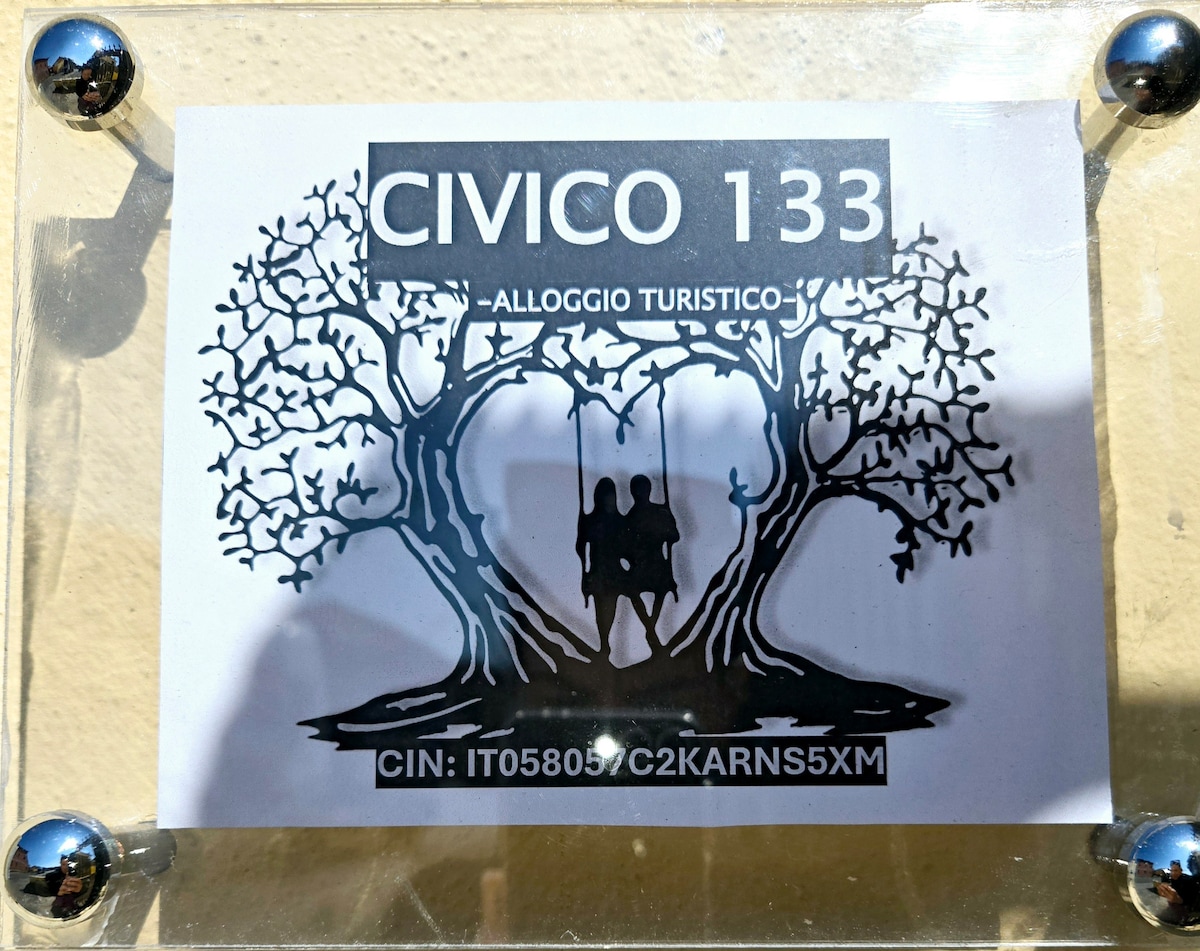 CIVICO 133
-ALLOGGIO TURISTICO-
CIN: IT058057C2KARNS5XM